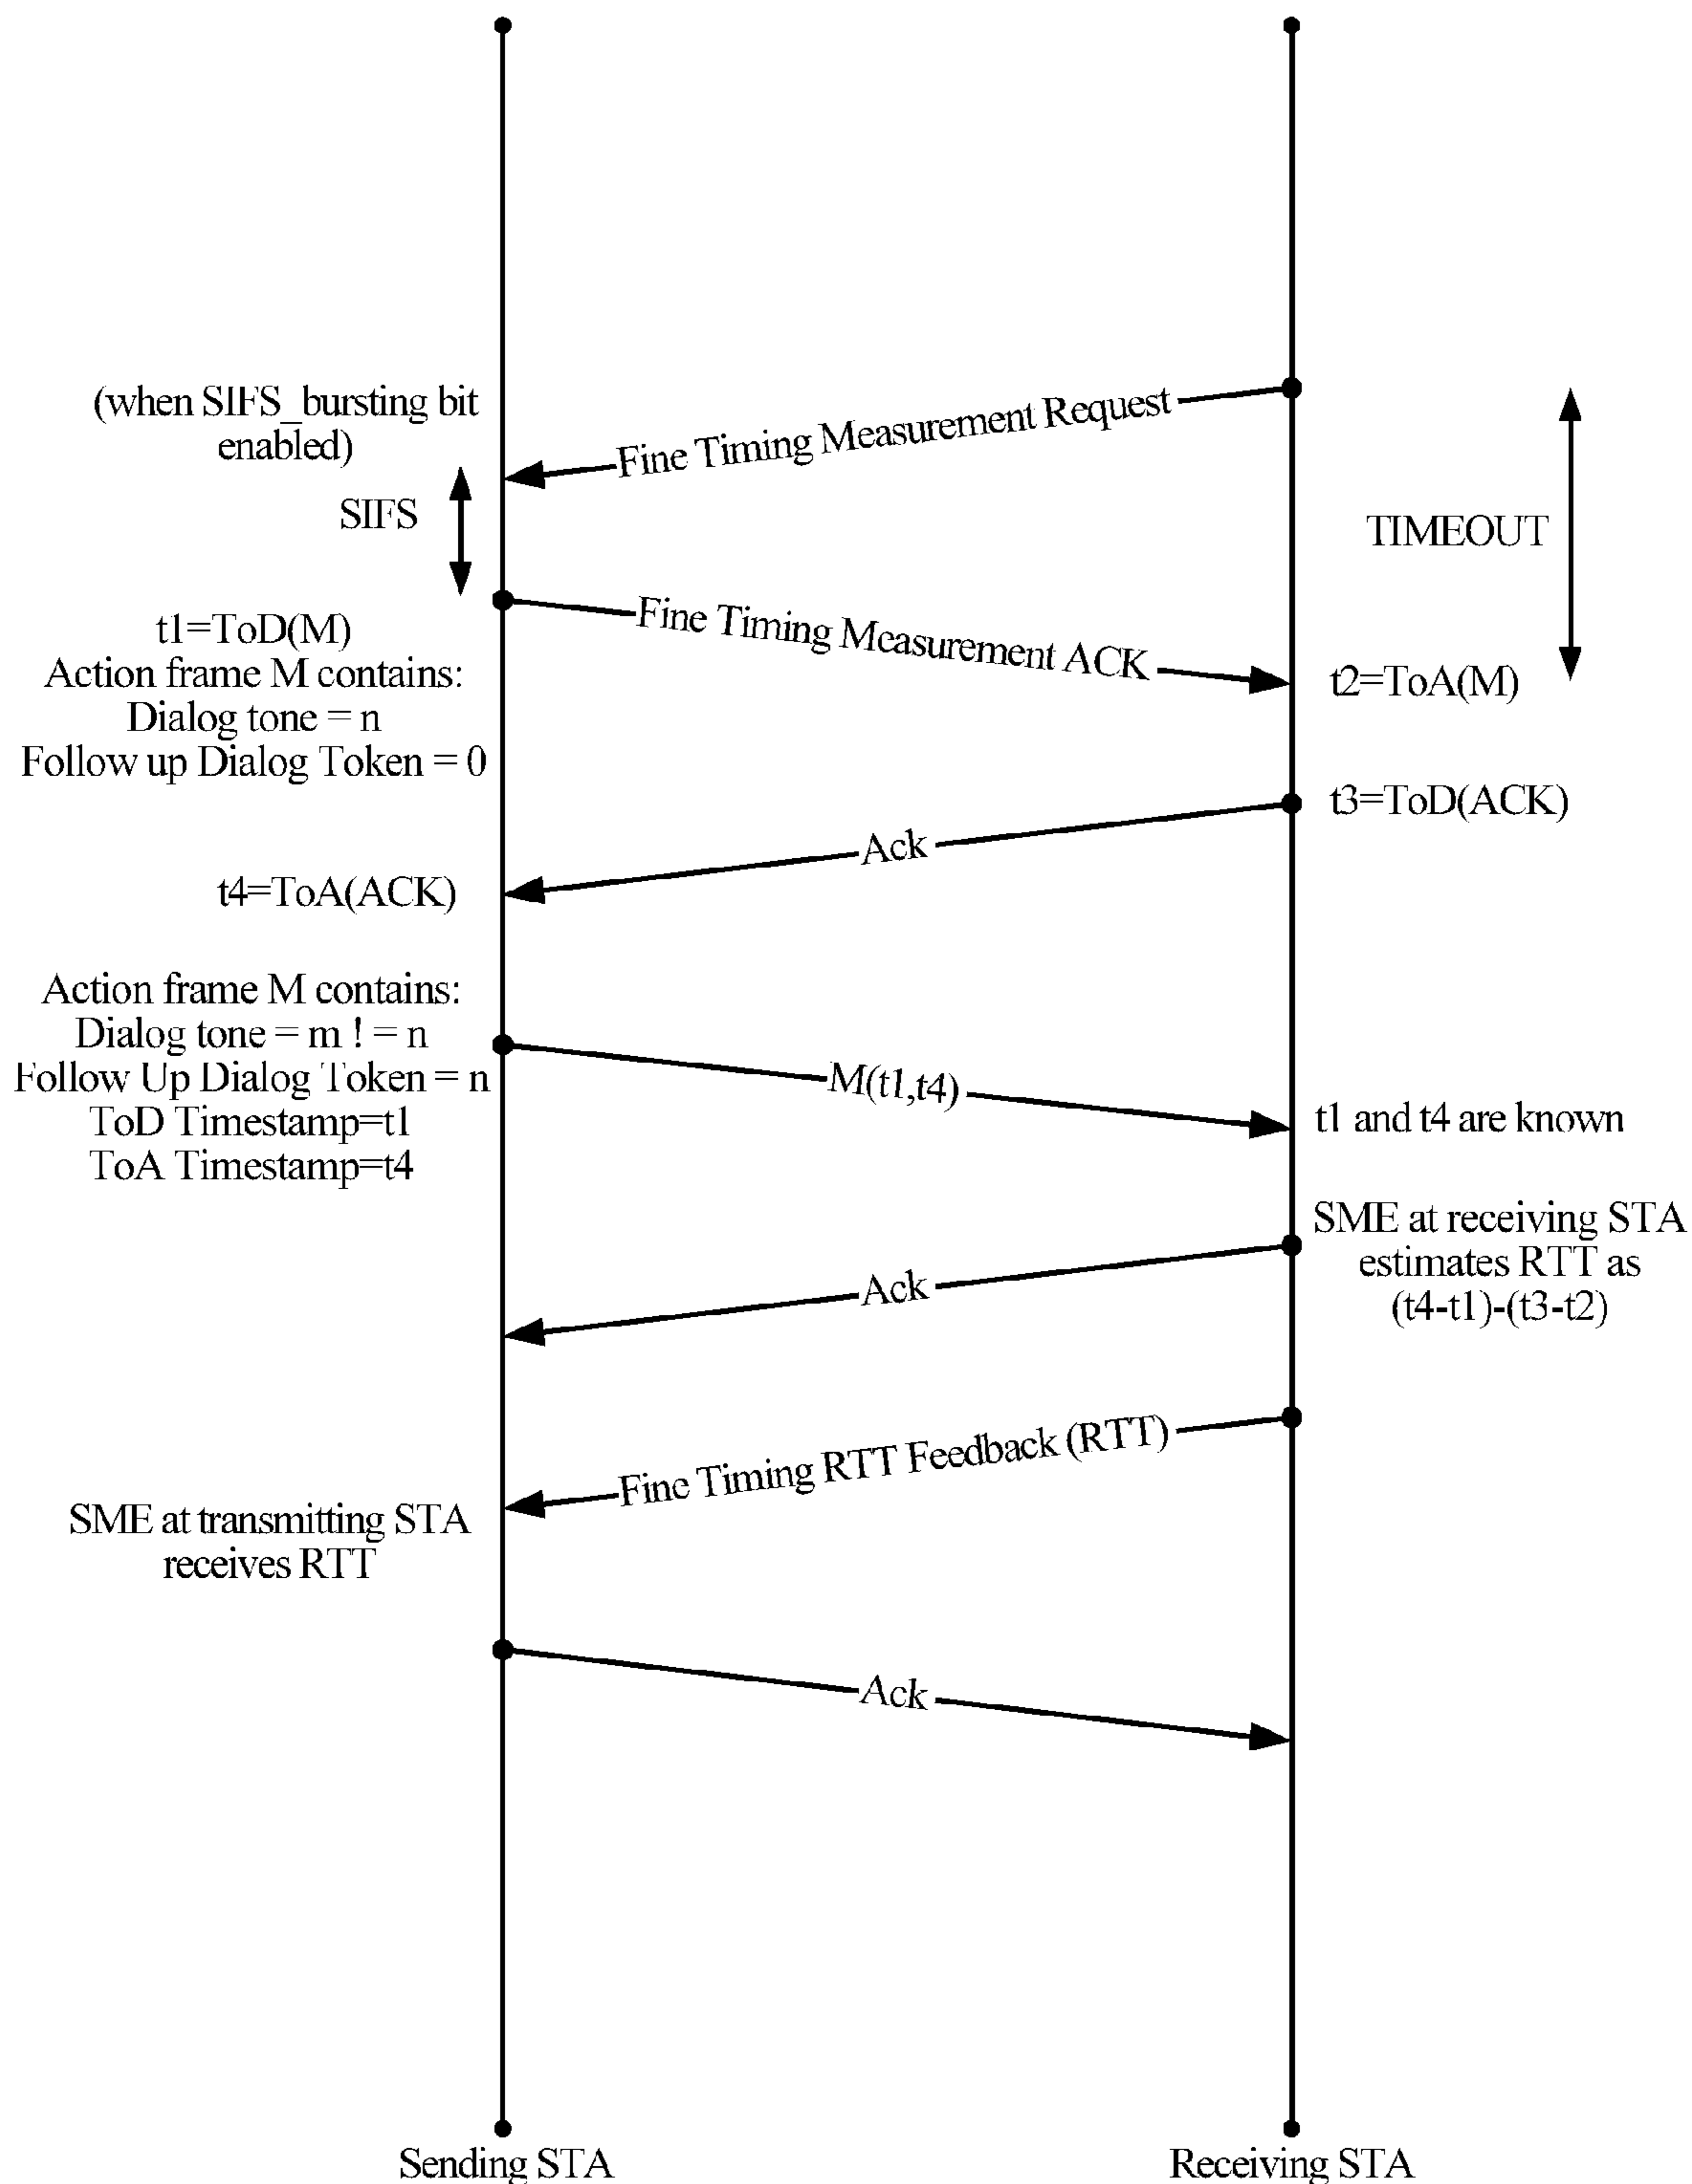 (when SIFS_bursting bit
enabled)
Fine Timing Measurement Request
SIFS
TIMEOUT
Fine Timing Measurement ACK
t1=ToD(M)
Action frame M contains:
Dialog tone = n
Follow up Dialog Token = 0
t2=ToA(M)
t3=ToD(ACK)
Ack
t4=ToA(ACK)
Action frame M contains:
Dialog tone = m ! = n
Follow Up Dialog Token = n
ToD Timestamp=t1
ToA Timestamp=t4
M(t1,t4)
t1 and t4 are known
SME at receiving STA
estimates RTT as
(t4-t1)-(t3-t2)
Ack
Fine Timing RTT Feedback (RTT)
SME at transmitting STA
receives RTT
Ack
Sending STA
Receiving STA